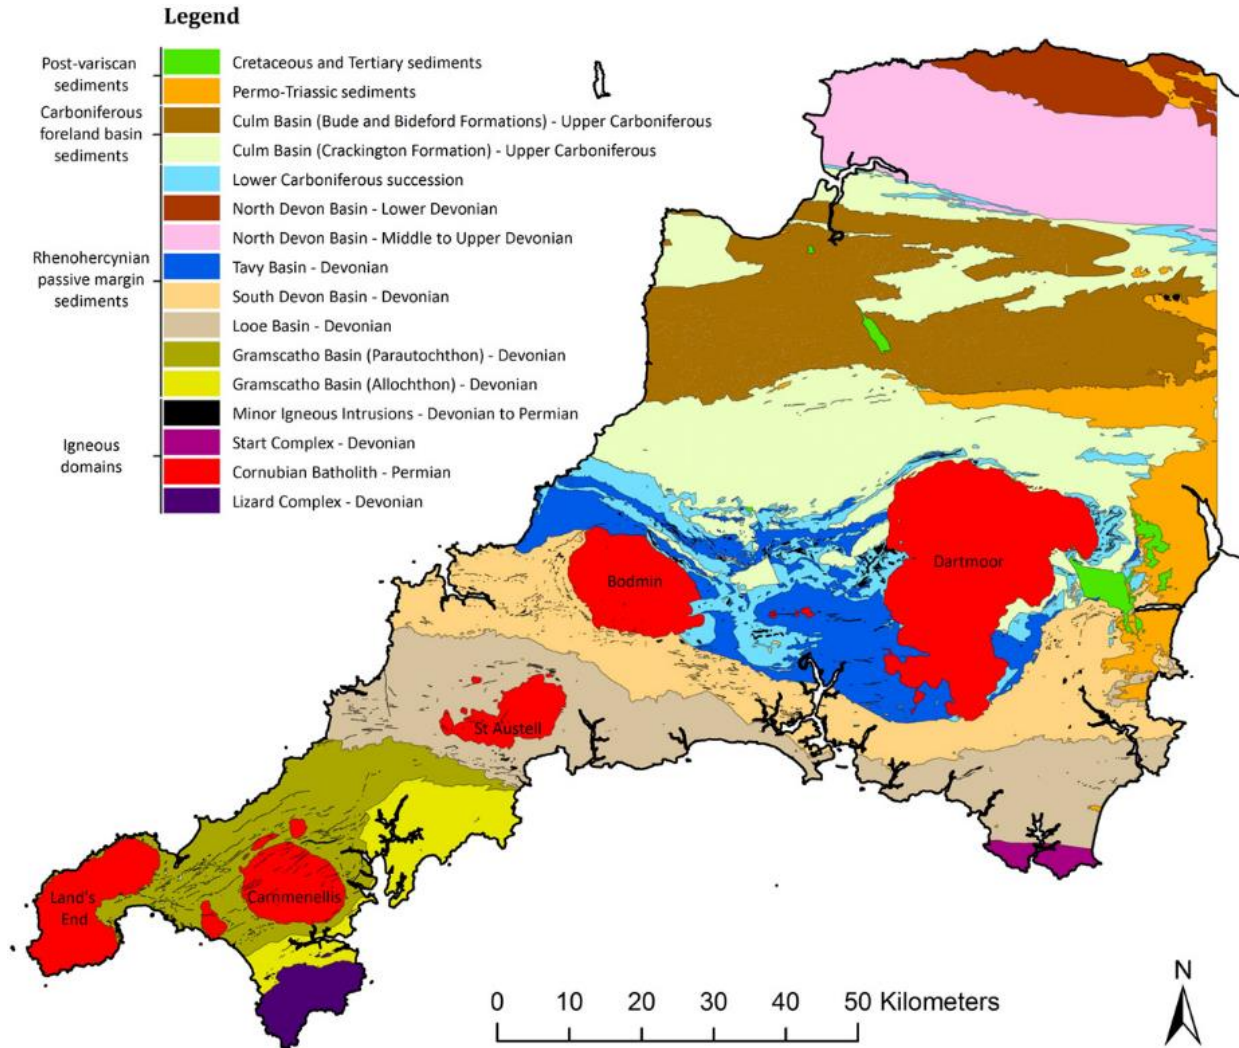 Legend
Post-variscan
sediments
Cretaceous and Tertiary sediments
Permo-Triassic sediments
Carboniferous
foreland basin
sediments
Culm Basin (Bude and Bideford Formations) - Upper Carboniferous
Culm Basin (Crackington Formation) - Upper Carboniferous
Rhenohercynian
passive margin
sediments
Lower Carboniferous succession
North Devon Basin - Lower Devonian
North Devon Basin - Middle to Upper Devonian
Tavy Basin - Devonian
South Devon Basin - Devonian
Looe Basin - Devonian
Gramscatho Basin (Parautochthon) - Devonian
Gramscatho Basin (Allochthon) - Devonian
Igneous
domains
Minor Igneous Intrusions - Devonian to Permian
Start Complex - Devonian
Cornubian Batholith - Permian
Lizard Complex - Devonian
Dartmoor
Bodmin
St Austell
Carnmenellis
Land's
End
N
0 10 20 30 40 50 Kilometers